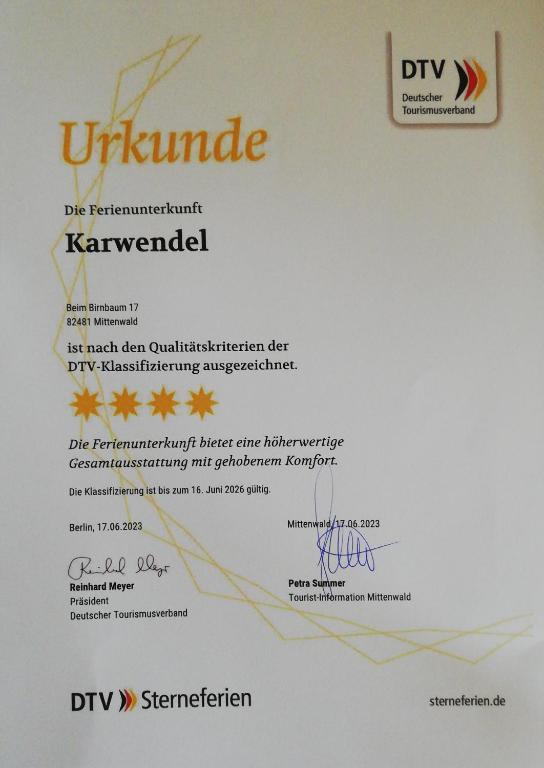 DTV
Deutscher
Tourismusverband
Urkunde
Die Ferienunterkunft
Karwendel
Beim Birnbaum 17
82481 Mittenwald
ist nach den Qualitätskriterien der
DTV-Klassifizierung ausgezeichnet.
Die Ferienunterkunft bietet eine höherwertige
Gesamtausstattung mit gehobenem Komfort.
Die Klassifizierung ist bis zum 16. Juni 2026 gültig.
Berlin, 17.06.2023
Mittenwald, 17.06.2023
Reinhard Meyer
Reinhard Meyer
Präsident
Deutscher Tourismusverband
Petra Summer
Tourist-Information Mittenwald
DTV Sterneferien
sterneferien.de